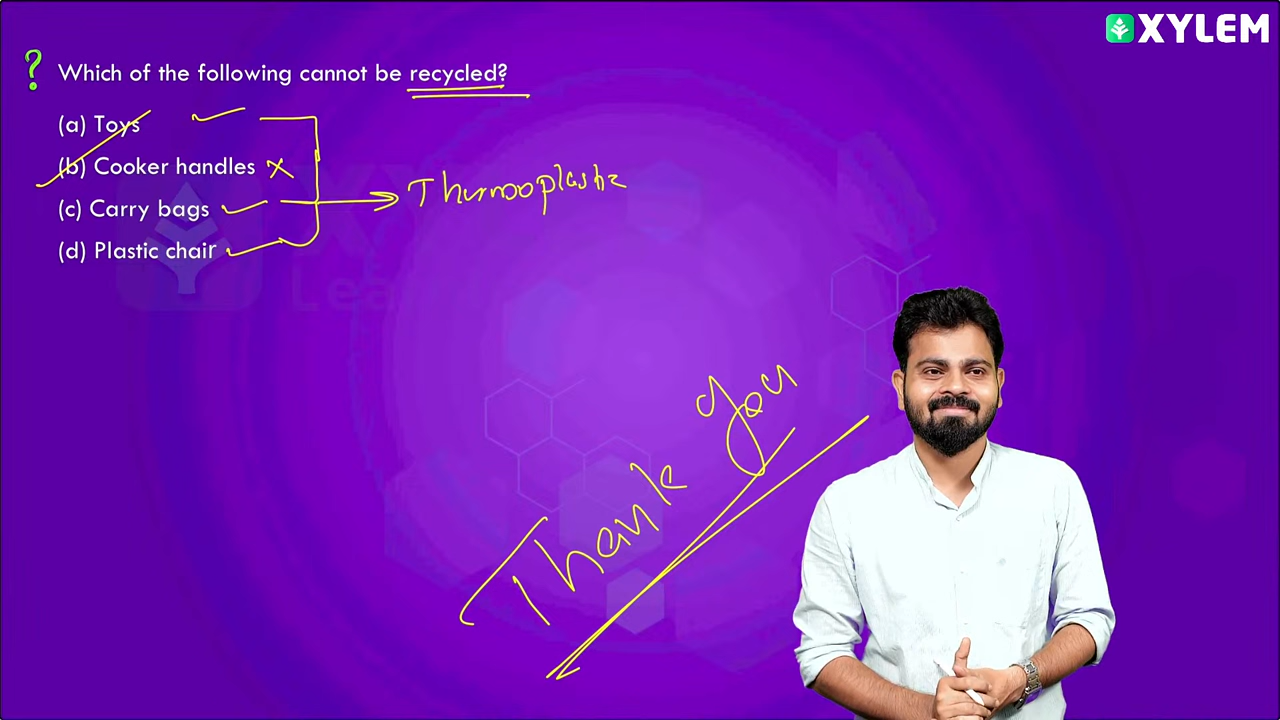 XYLEM
? Which of the following cannot be recycled?
(a) Toys
(b) Cooker handles
(c) Carry bags
(d) Plastic chair
Thermoplastic
Thank You